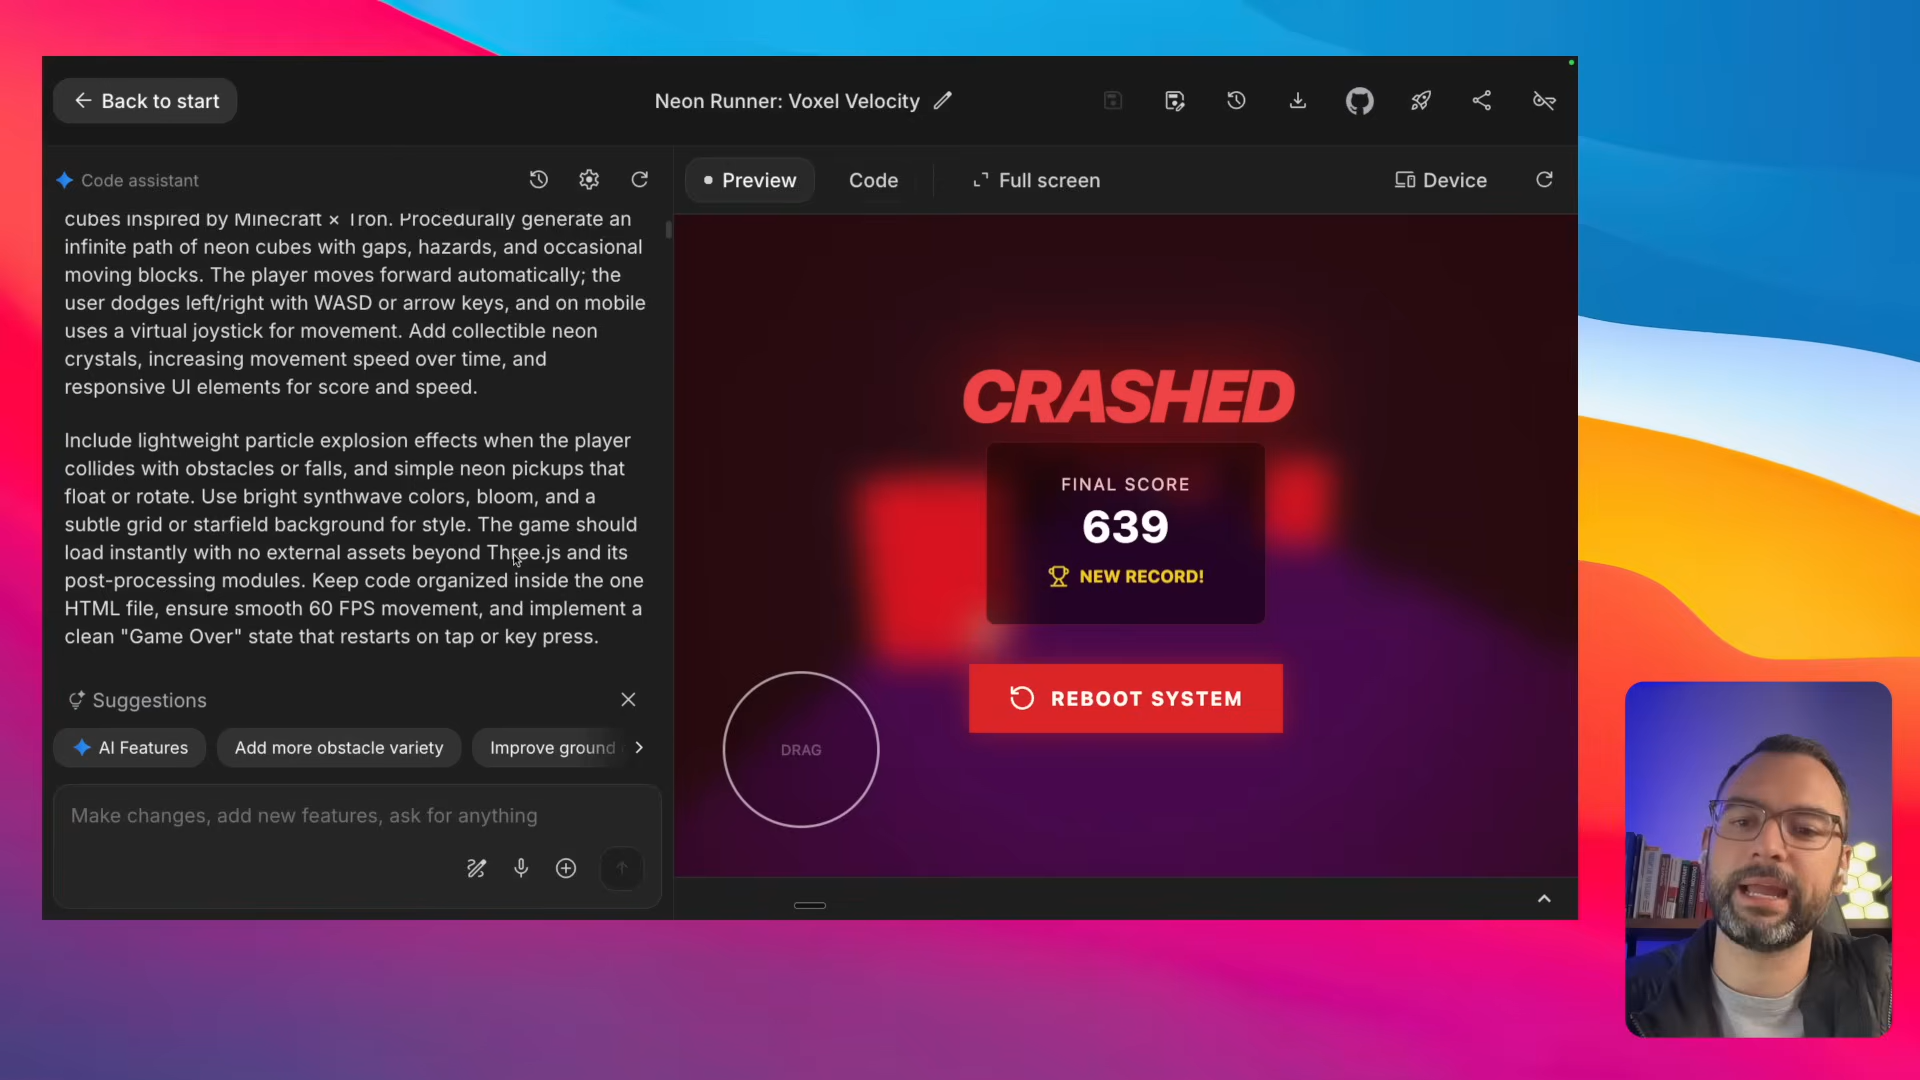 Back to start
Neon Runner: Voxel Velocity
Code assistant
Preview
Code
Full screen
Device
cubes inspired by Minecraft × Tron. Procedurally generate an
infinite path of neon cubes with gaps, hazards, and occasional
moving blocks. The player moves forward automatically; the
user dodges left/right with WASD or arrow keys, and on mobile
uses a virtual joystick for movement. Add collectible neon
crystals, increasing movement speed over time, and
responsive UI elements for score and speed.
Include lightweight particle explosion effects when the player
collides with obstacles or falls, and simple neon pickups that
float or rotate. Use bright synthwave colors, bloom, and a
subtle grid or starfield background for style. The game should
load instantly with no external assets beyond Three.js and its
post-processing modules. Keep code organized inside the one
HTML file, ensure smooth 60 FPS movement, and implement a
clean "Game Over" state that restarts on tap or key press.
Suggestions
AI Features
Add more obstacle variety
Improve ground
Make changes, add new features, ask for anything
CRASHED
FINAL SCORE
639
NEW RECORD!
REBOOT SYSTEM
DRAG